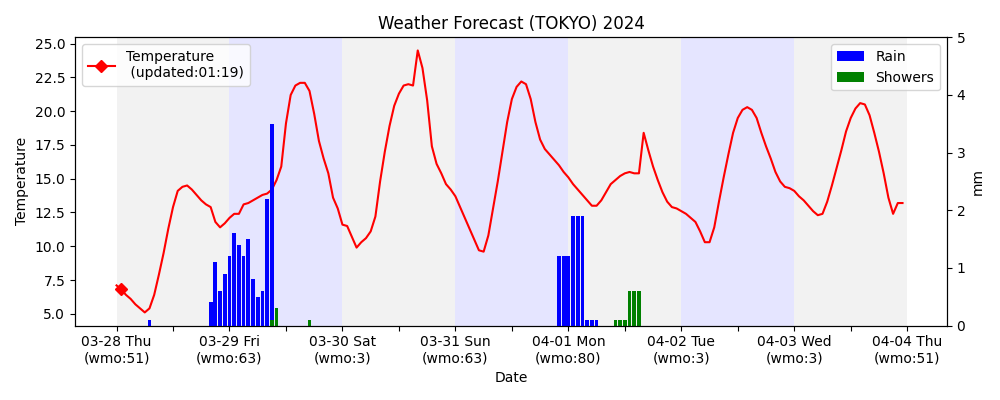 Weather Forecast (TOKYO) 2024
Temperature
(updated:01:19)
Rain
Showers
25.0
22.5
20.0
17.5
15.0
12.5
10.0
7.5
5.0
Temperature
5
4
3
2
1
0
mm
03-28 Thu 03-29 Fri 03-30 Sat 03-31 Sun 04-01 Mon 04-02 Tue 04-03 Wed 04-04 Thu
(wmo:51) (wmo:63) (wmo:3) (wmo:63) (wmo:80) (wmo:3) (wmo:3) (wmo:51)
Date